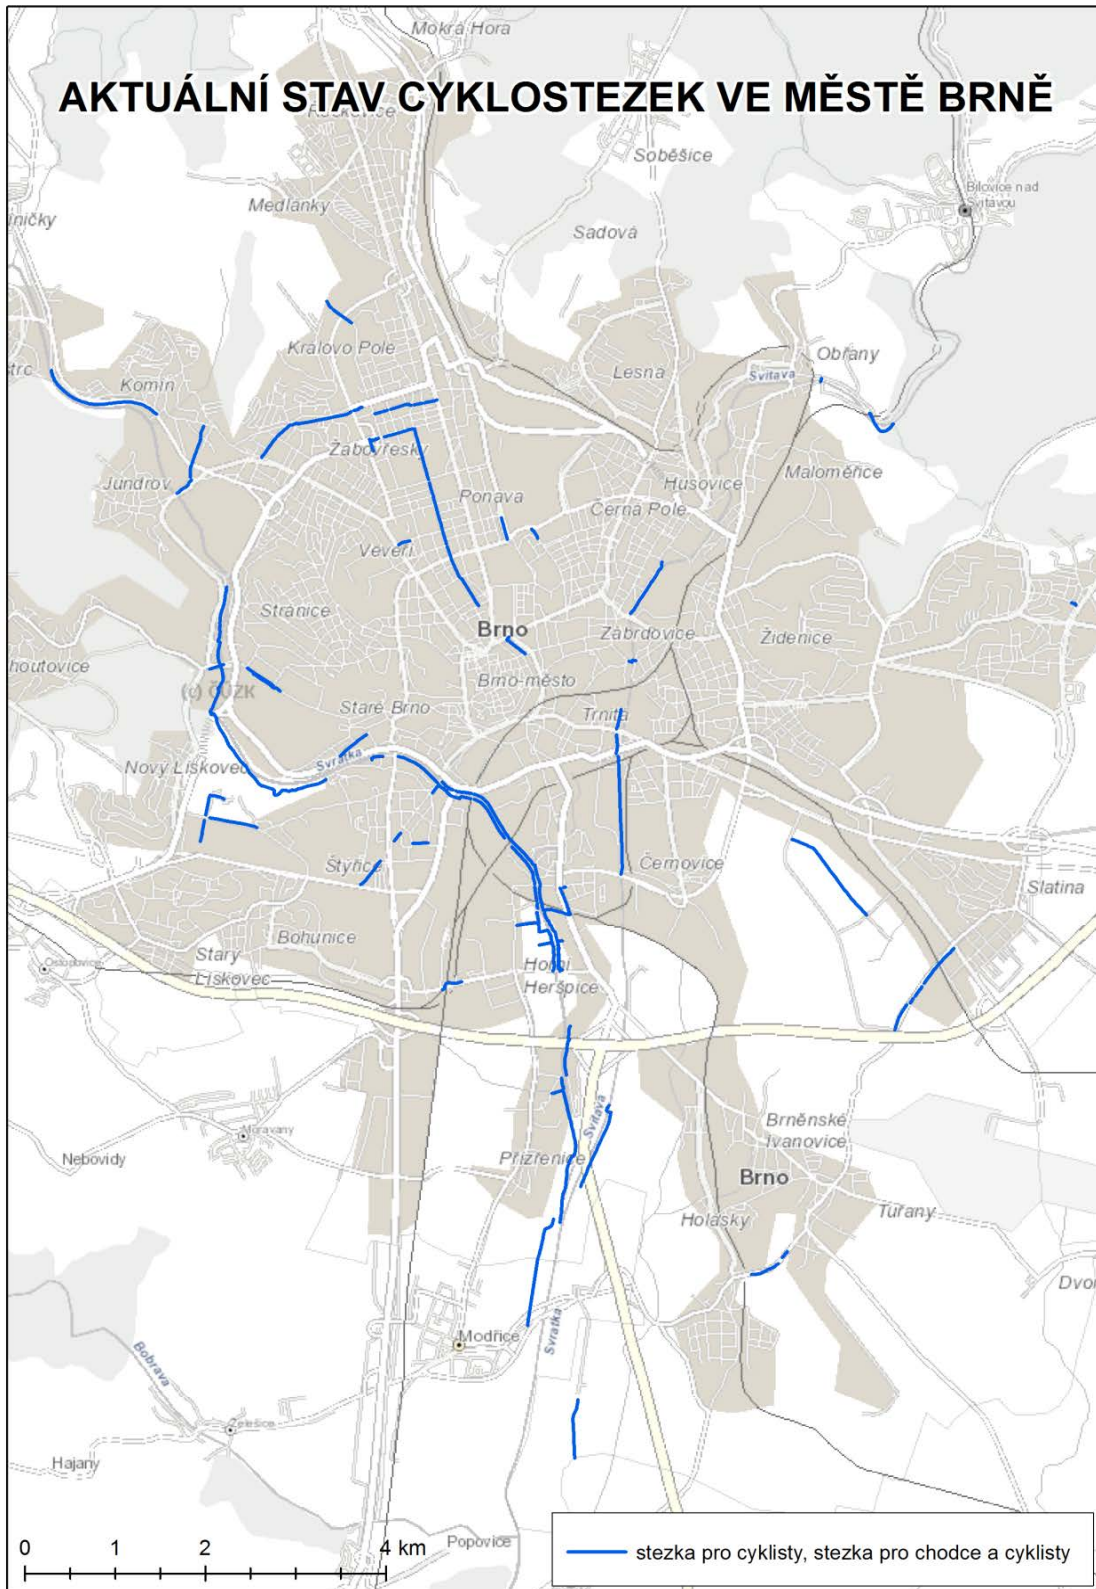 Mokrá Hora
AKTUÁLNÍ STAV CYKLOSTEZEK VE MĚSTĚ BRNĚ
Soběšice
Bílovice nad
Svitavou
Medlánky
Sadová
Královo Pole
Obřany
Lesná
Svitava
Komín
Žabovřesky
Jundrov
Maloměřice
Husovice
Ponava
Černá Pole
Veveří
Stránice
Brno
Zábrdovice
Židenice
Brno-město
(c) ČÚZK
Staré Brno
Trnitá
Svratka
Nový Lískovec
Štýřice
Černovice
Slatina
Bohunice
Starý
Lískovec
Ostopovice
Horní
Heršpice
Svitava
Moravany
Brněnské
Ivanovice
Nebovidy
Přízřenice
Brno
Holásky
Tuřany
Svratka
Modřice
Bobrava
Želešice
Hajany
Popovice
0 1 2 4 km
stezka pro cyklisty, stezka pro chodce a cyklisty